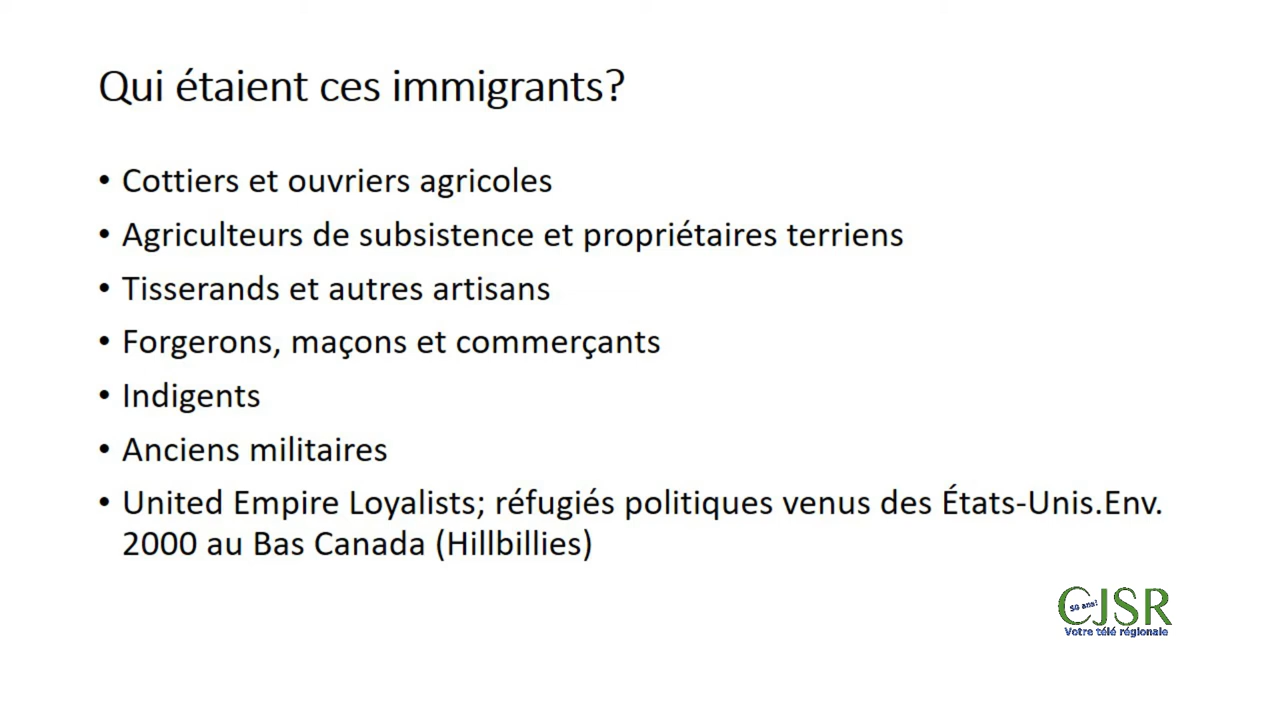 Qui étaient ces immigrants?
• Cottiers et ouvriers agricoles
• Agriculteurs de subsistence et propriétaires terriens
• Tisserands et autres artisans
• Forgerons, maçons et commerçants
• Indigents
• Anciens militaires
• United Empire Loyalists; réfugiés politiques venus des États-Unis.Env.
2000 au Bas Canada (Hillbillies)
CJSR
50 ans!
Votre télé régionale